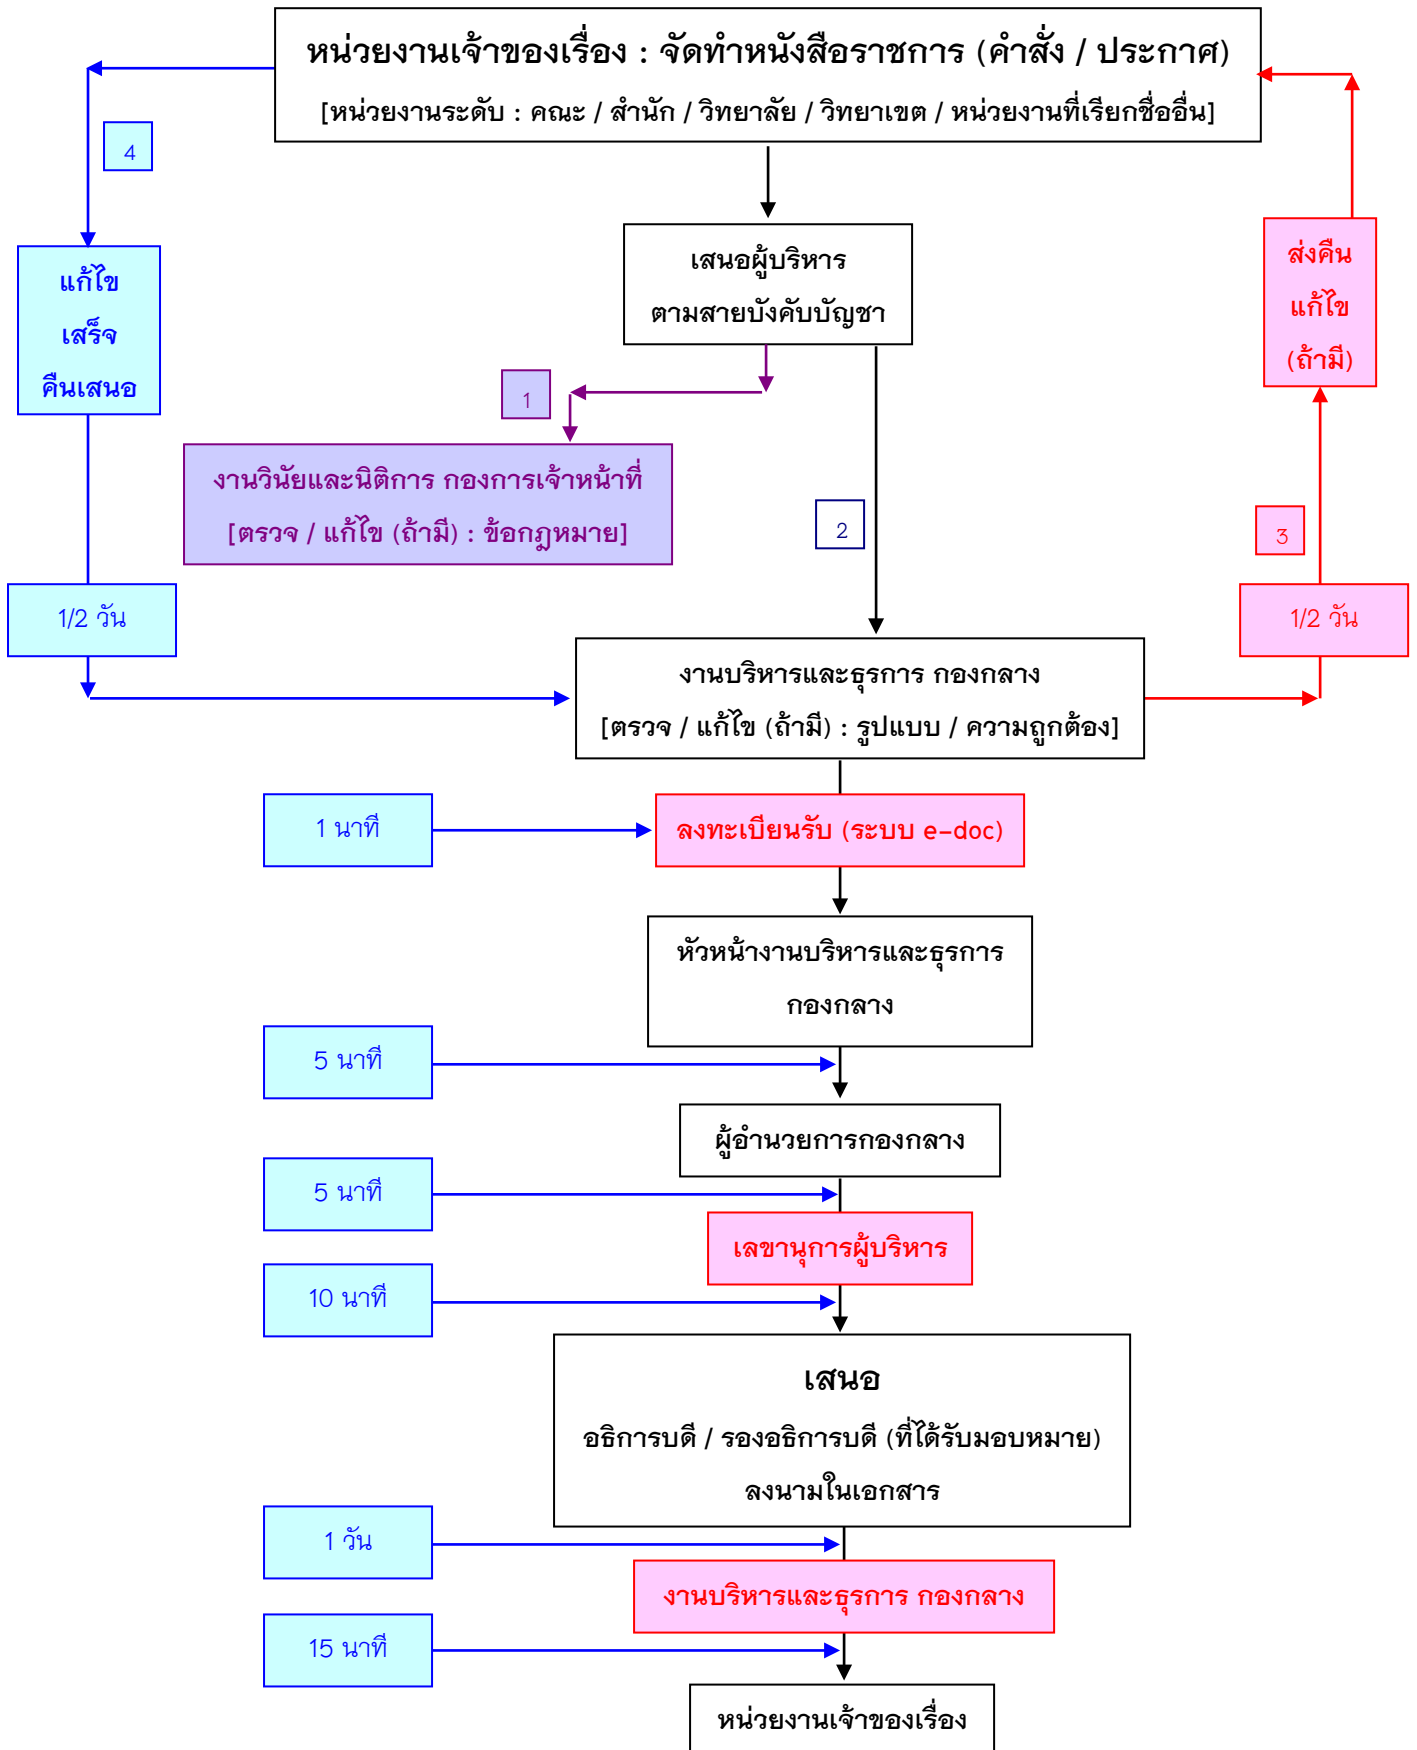 หน่วยงานเจ้าของเรื่อง : จัดทำหนังสือราชการ (คำสั่ง / ประกาศ)
[หน่วยงานระดับ : คณะ / สำนัก / วิทยาลัย / วิทยาเขต / หน่วยงานที่เรียกชื่ออื่น]
4
เสนอผู้บริหาร
ตามสายบังคับบัญชา
แก้ไข
เสร็จ
คืนเสนอ
ส่งคืน
แก้ไข
(ถ้ามี)
1
งานวินัยและนิติการ กองการเจ้าหน้าที่
[ตรวจ / แก้ไข (ถ้ามี) : ข้อกฎหมาย]
2
3
1/2 วัน
1/2 วัน
งานบริหารและธุรการ กองกลาง
[ตรวจ / แก้ไข (ถ้ามี) : รูปแบบ / ความถูกต้อง]
1 นาที
ลงทะเบียนรับ (ระบบ e-doc)
หัวหน้างานบริหารและธุรการ
กองกลาง
5 นาที
ผู้อำนวยการกองกลาง
5 นาที
เลขานุการผู้บริหาร
10 นาที
เสนอ
อธิการบดี / รองอธิการบดี (ที่ได้รับมอบหมาย)
ลงนามในเอกสาร
1 วัน
งานบริหารและธุรการ กองกลาง
15 นาที
หน่วยงานเจ้าของเรื่อง